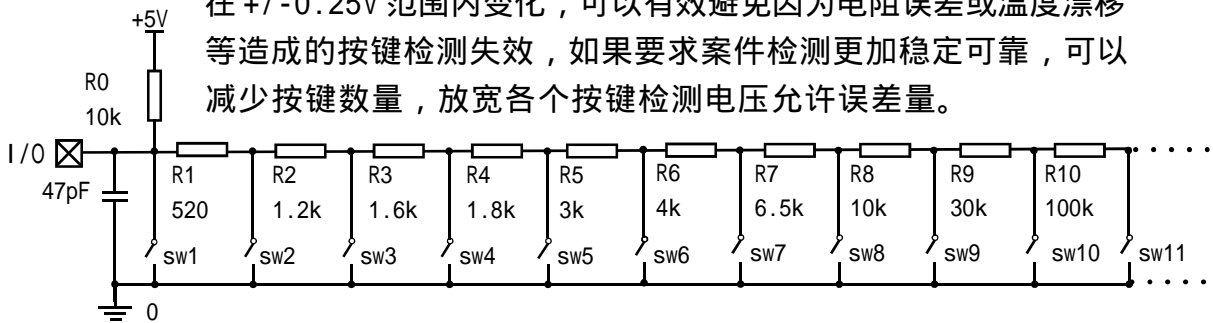 在 +/-0.25V 范围内变化，可以有效避免因为电阻误差或温度漂移
等造成的按键检测失效，如果要求案件检测更加稳定可靠，可以
减少按键数量，放宽各个按键检测电压允许误差量。
+5V
R0
10k
I/O
47pF
R1 R2 R3 R4 R5 R6 R7 R8 R9 R10
520 1.2k 1.6k 1.8k 3k 4k 6.5k 10k 30k 100k
sw1 sw2 sw3 sw4 sw5 sw6 sw7 sw8 sw9 sw10 sw11
0